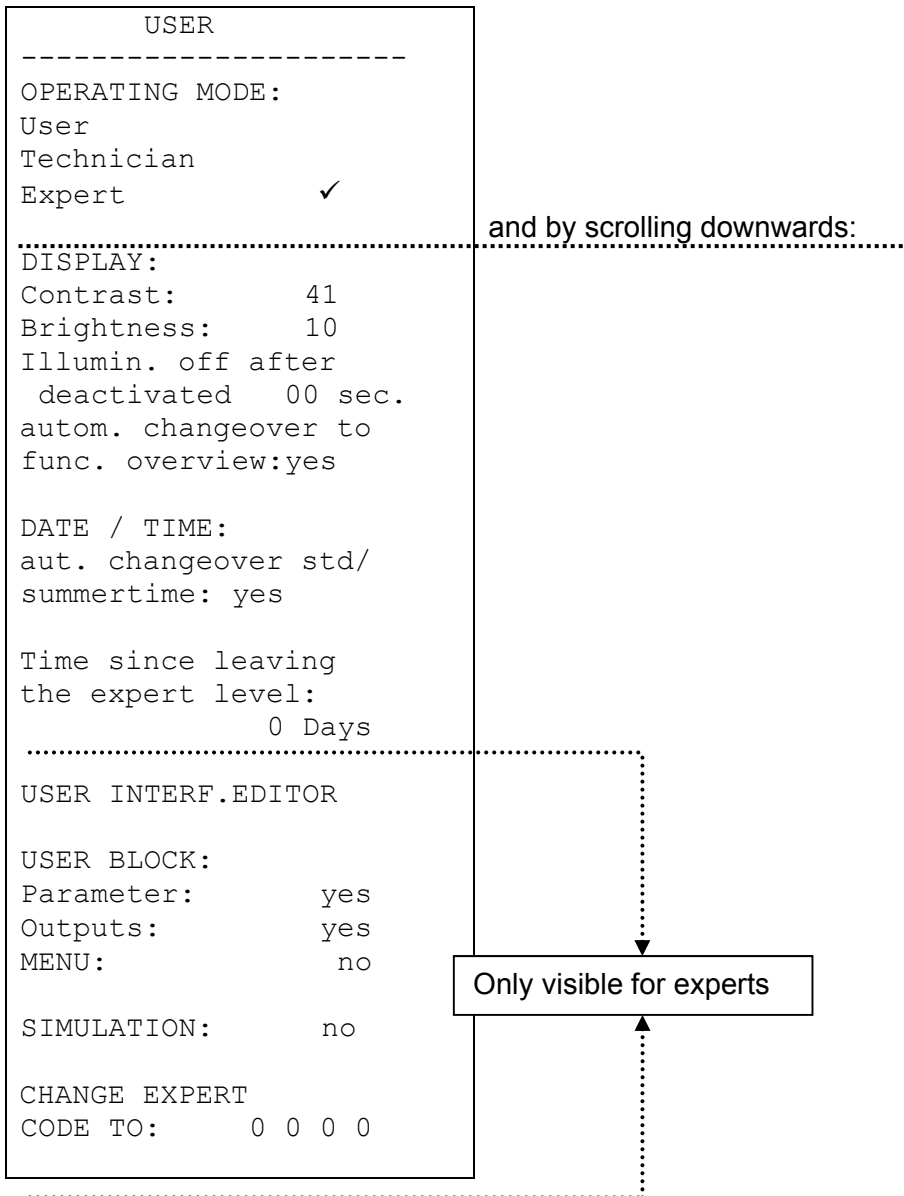 USER
----------------------
OPERATING MODE:
User
Technician
Expert ✓
and by scrolling downwards:
DISPLAY:
Contrast: 41
Brightness: 10
Illumin. off after
deactivated 00 sec.
autom. changeover to
func. overview:yes
DATE / TIME:
aut. changeover std/
summertime: yes
Time since leaving
the expert level:
0 Days
USER INTERF.EDITOR
USER BLOCK:
Parameter: yes
Outputs: yes
MENU: no
Only visible for experts
SIMULATION: no
CHANGE EXPERT
CODE TO: 0 0 0 0